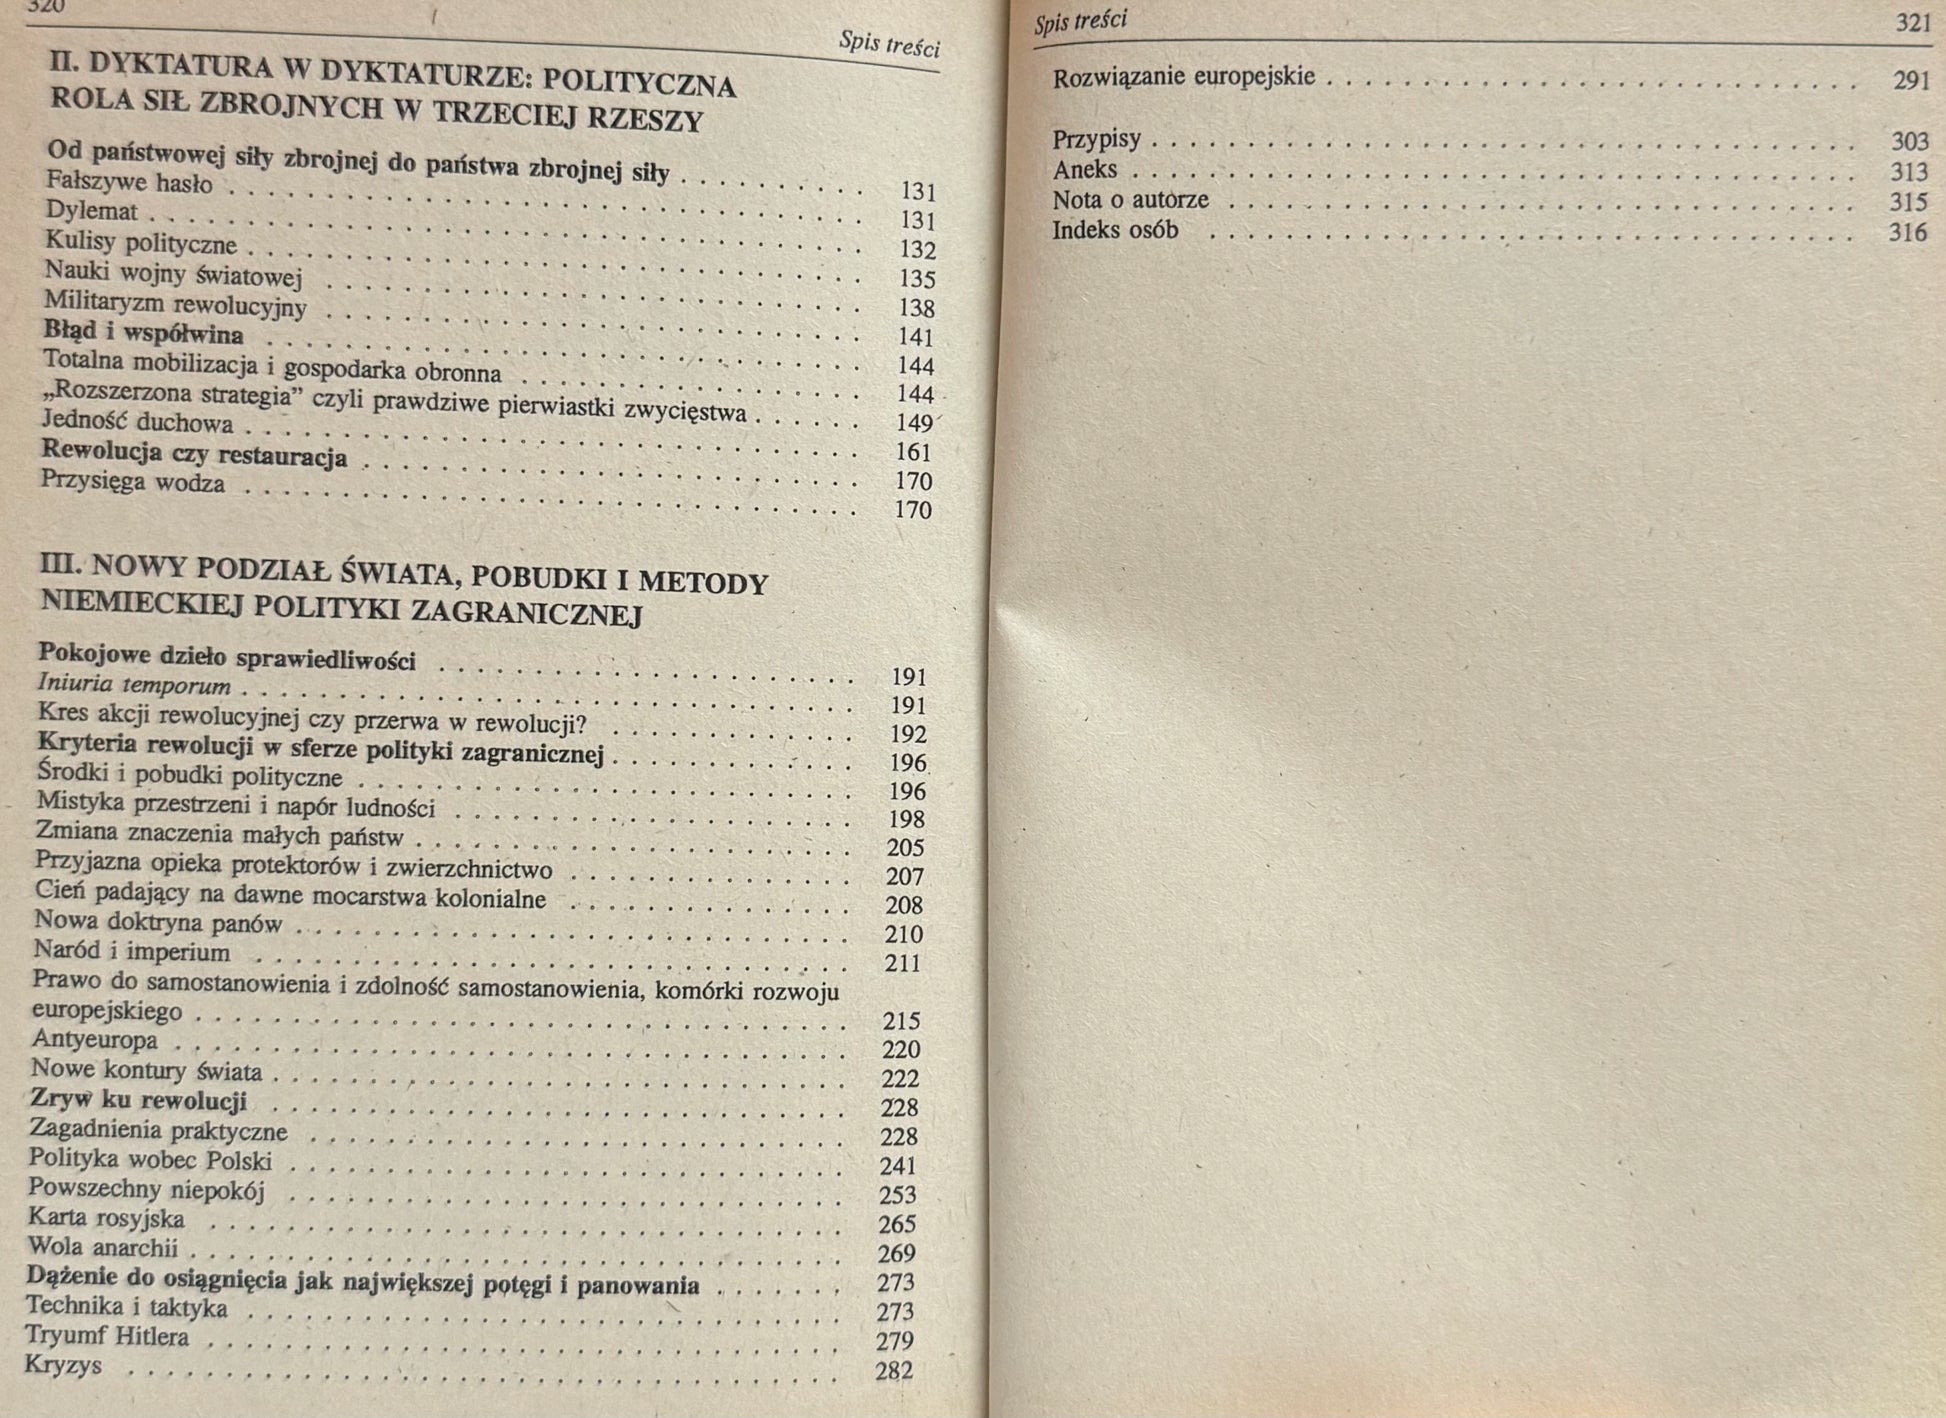 320
Spis treści
II. DYKTATURA W DYKTATURZE: POLITYCZNA
ROLA SIŁ ZBROJNYCH W TRZECIEJ RZESZY
Od państwowej siły zbrojnej do państwa zbrojnej siły . . . . . . . . . . 131
Fałszywe hasło . . . . . . . . . . 131
Dylemat . . . . . . . . . . 132
Kulisy polityczne . . . . . . . . . . 135
Nauki wojny światowej . . . . . . . . . . 138
Militaryzm rewolucyjny . . . . . . . . . . 141
Błąd i współwina . . . . . . . . . . 144
Totalna mobilizacja i gospodarka obronna . . . . . . . . . . 144
„Rozszerzona strategia” czyli prawdziwe pierwiastki zwycięstwa . . . . . . 149
Jedność duchowa . . . . . . . . . . 161
Rewolucja czy restauracja . . . . . . . . . . 170
Przysięga wodza . . . . . . . . . . 170
III. NOWY PODZIAŁ ŚWIATA, POBUDKI I METODY
NIEMIECKIEJ POLITYKI ZAGRANICZNEJ
Pokojowe dzieło sprawiedliwości . . . . . . . . . . 191
Iniuria temporum . . . . . . . . . . 191
Kres akcji rewolucyjnej czy przerwa w rewolucji? . . . . . . . . . . 192
Kryteria rewolucji w sferze polityki zagranicznej . . . . . . . . . . 196
Środki i pobudki polityczne . . . . . . . . . . 196
Mistyka przestrzeni i napór ludności . . . . . . . . . . 198
Zmiana znaczenia małych państw . . . . . . . . . . 205
Przyjazna opieka protektorów i zwierzchnictwo . . . . . . . . . . 207
Cień padający na dawne mocarstwa kolonialne . . . . . . . . . . 208
Nowa doktryna panów . . . . . . . . . . 210
Naród i imperium . . . . . . . . . . 211
Prawo do samostanowienia i zdolność samostanowienia, komórki rozwoju
europejskiego . . . . . . . . . . 215
Antyeuropa . . . . . . . . . . 220
Nowe kontury świata . . . . . . . . . . 222
Zryw ku rewolucji . . . . . . . . . . 228
Zagadnienia praktyczne . . . . . . . . . . 228
Polityka wobec Polski . . . . . . . . . . 241
Powszechny niepokój . . . . . . . . . . 253
Karta rosyjska . . . . . . . . . . 265
Wola anarchii . . . . . . . . . . 269
Dążenie do osiągnięcia jak największej potęgi i panowania . . . . . . . 273
Technika i taktyka . . . . . . . . . . 273
Tryumf Hitlera . . . . . . . . . . 279
Kryzys . . . . . . . . . . 282
Spis treści 321
Rozwiązanie europejskie . . . . . . . . . . 291
Przypisy . . . . . . . . . . 303
Aneks . . . . . . . . . . 313
Nota o autorze . . . . . . . . . . 315
Indeks osób . . . . . . . . . . 316